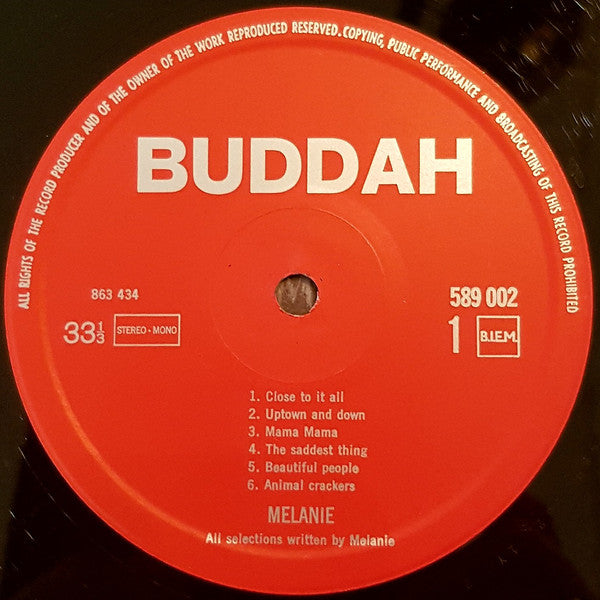 ALL RIGHTS OF THE RECORD PRODUCER AND OF THE OWNER OF THE WORK REPRODUCED RESERVED. COPYING, PUBLIC PERFORMANCE AND BROADCASTING OF THIS RECORD PROHIBITED
BUDDAH
863 434
589 002
33⅓
STEREO - MONO
1
B.I.E.M.
1. Close to it all
2. Uptown and down
3. Mama Mama
4. The saddest thing
5. Beautiful people
6. Animal crackers
MELANIE
All selections written by Melanie